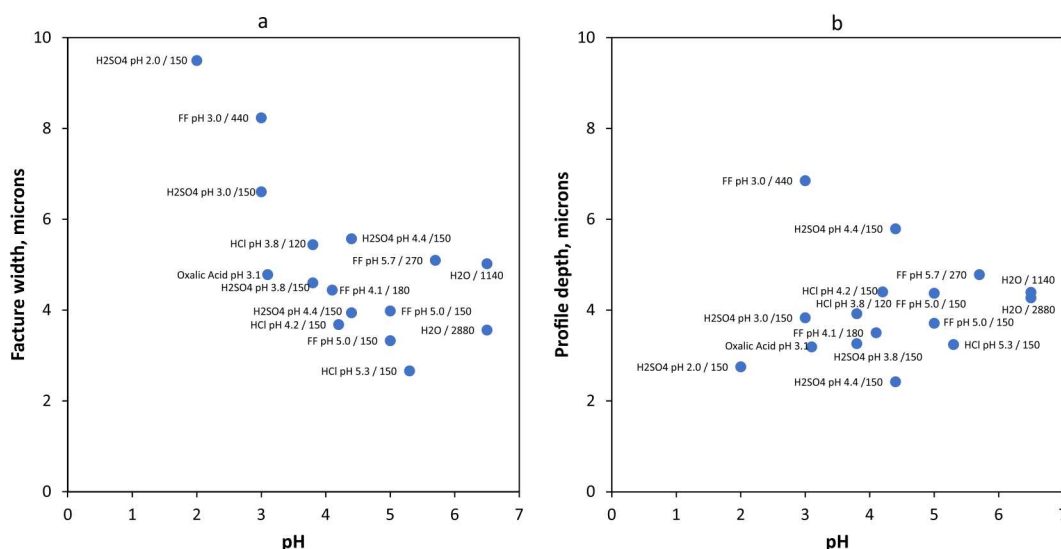 a
10
8
6
4
2
0
0 1 2 3 4 5 6 7
Facture width, microns
pH
H2SO4 pH 2.0 / 150
FF pH 3.0 / 440
H2SO4 pH 3.0 /150
HCl pH 3.8 / 120
H2SO4 pH 4.4 /150
FF pH 5.7 / 270
H2O / 1140
Oxalic Acid pH 3.1
H2SO4 pH 3.8/150
FF pH 4.1 / 180
H2SO4 pH 4.4/150
FF pH 5.0 / 150
HCl pH 4.2 / 150
H2O / 2880
FF pH 5.0 / 150
HCl pH 5.3 / 150
b
10
8
6
4
2
0
0 1 2 3 4 5 6 7
Profile depth, microns
pH
FF pH 3.0 / 440
H2SO4 pH 4.4/150
FF pH 5.7 / 270
H2O / 1140
HCl pH 4.2 / 150
HCl pH 3.8 / 120
FF pH 5.0 / 150
H2O / 2880
H2SO4 pH 3.0/150
FF pH 5.0 / 150
FF pH 4.1 / 180
Oxalic Acid pH 3.1
HCl pH 5.3 / 150
H2SO4 pH 3.8 /150
H2SO4 pH 2.0 / 150
H2SO4 pH 4.4 /150